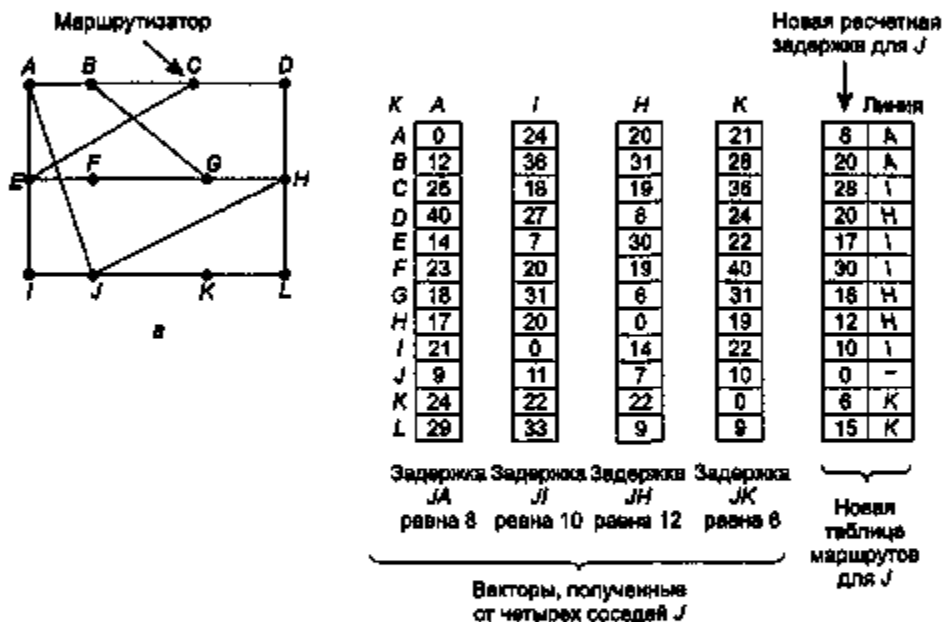 Маршрутизатор
A B C D
E F G H
I J K L
а
Новая расчетная
задержка для J
К A I H K Линия
A 0 24 20 21 8 A
B 12 36 31 28 20 A
C 25 18 19 36 28 I
D 40 27 8 24 20 H
E 14 7 30 22 17 I
F 23 20 19 40 30 I
G 18 31 6 31 18 H
H 17 20 0 19 12 H
I 21 0 14 22 10 I
J 9 11 7 10 0 –
K 24 22 22 0 6 K
L 29 33 9 9 15 K
Задержка Задержка Задержка Задержка
JA JI JH JK
равна 8 равна 10 равна 12 равна 6
Новая
таблица
маршрутов
для J
Векторы, полученные
от четырех соседей J